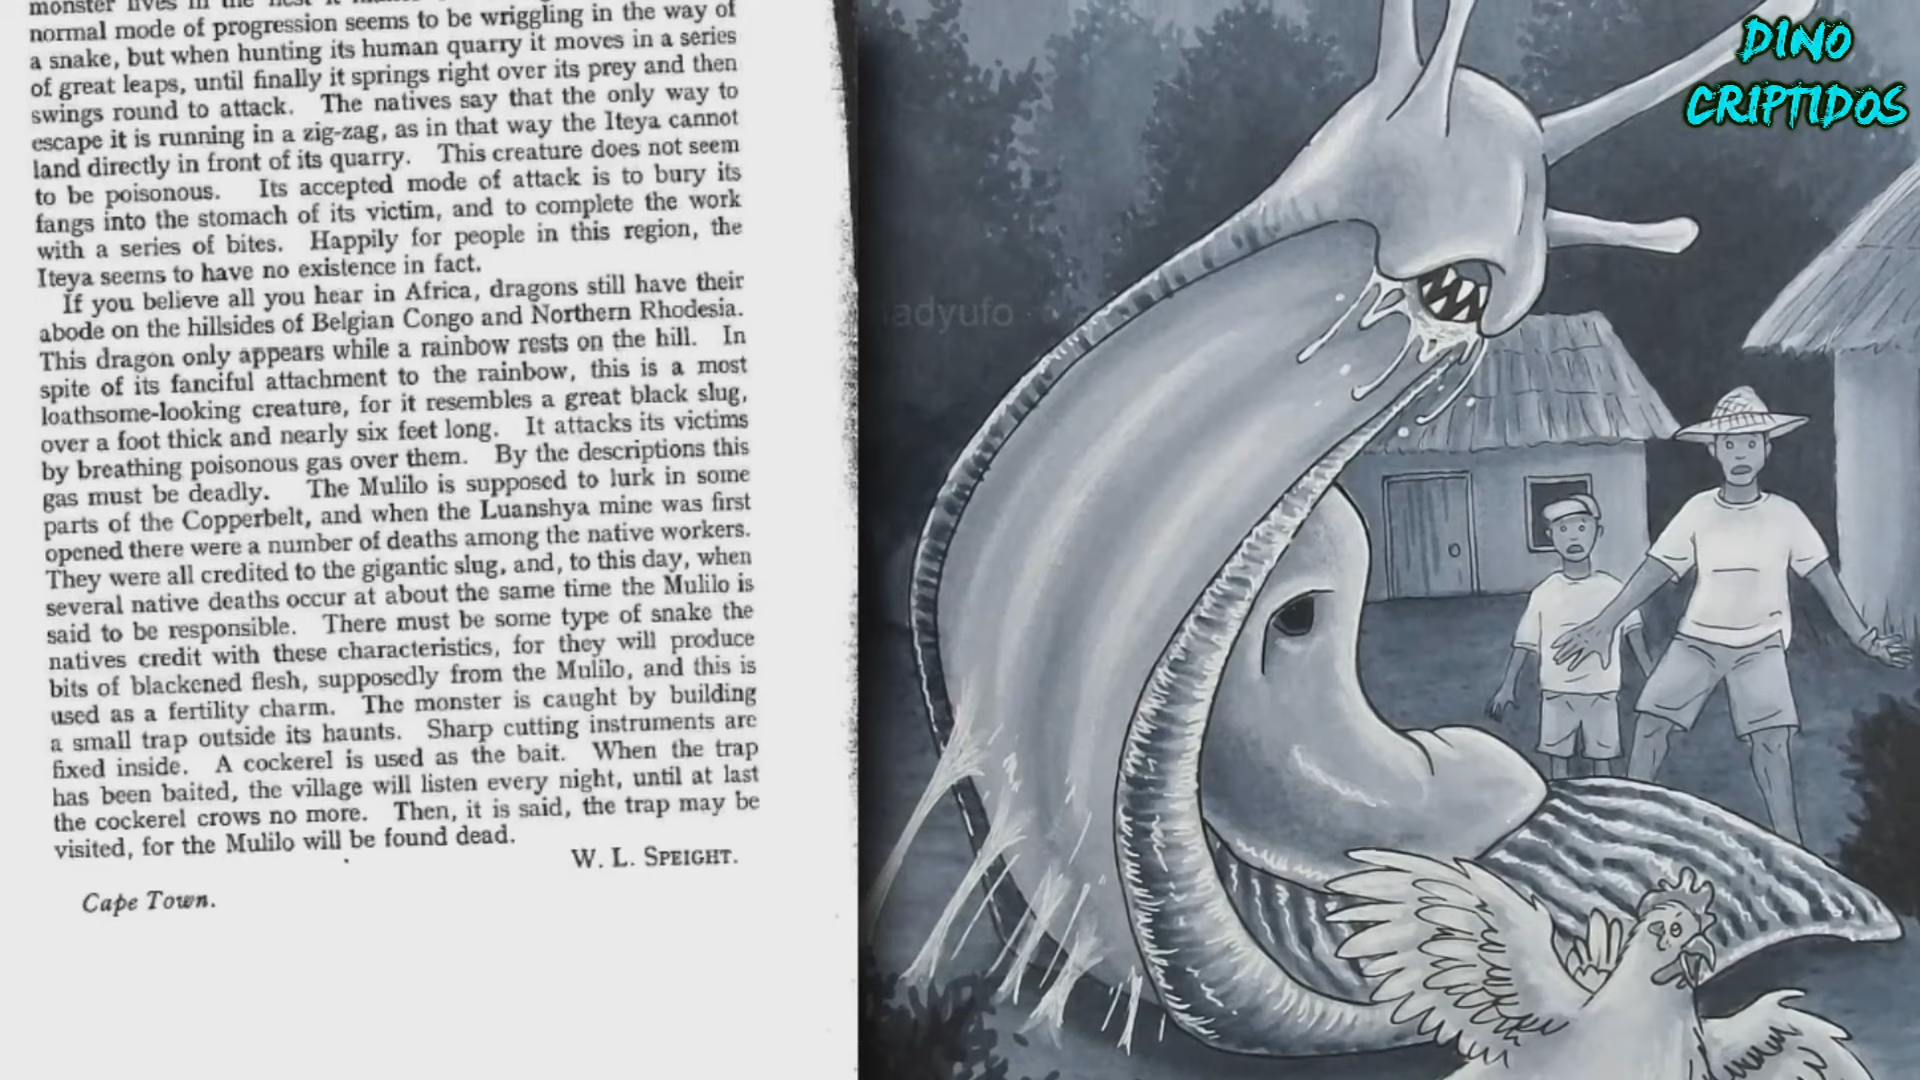 monster lives in the nest it
normal mode of progression seems to be wriggling in the way of
a snake, but when hunting its human quarry it moves in a series
of great leaps, until finally it springs right over its prey and then
swings round to attack. The natives say that the only way to
escape it is running in a zig-zag, as in that way the Iteya cannot
land directly in front of its quarry. This creature does not seem
to be poisonous. Its accepted mode of attack is to bury its
fangs into the stomach of its victim, and to complete the work
with a series of bites. Happily for people in this region, the
Iteya seems to have no existence in fact.
If you believe all you hear in Africa, dragons still have their
abode on the hillsides of Belgian Congo and Northern Rhodesia.
This dragon only appears while a rainbow rests on the hill. In
spite of its fanciful attachment to the rainbow, this is a most
loathsome-looking creature, for it resembles a great black slug,
over a foot thick and nearly six feet long. It attacks its victims
by breathing poisonous gas over them. By the descriptions this
gas must be deadly. The Mulilo is supposed to lurk in some
parts of the Copperbelt, and when the Luanshya mine was first
opened there were a number of deaths among the native workers.
They were all credited to the gigantic slug, and, to this day, when
several native deaths occur at about the same time the Mulilo is
said to be responsible. There must be some type of snake the
natives credit with these characteristics, for they will produce
bits of blackened flesh, supposedly from the Mulilo, and this is
used as a fertility charm. The monster is caught by building
a small trap outside its haunts. Sharp cutting instruments are
fixed inside. A cockerel is used as the bait. When the trap
has been baited, the village will listen every night, until at last
the cockerel crows no more. Then, it is said, the trap may be
visited, for the Mulilo will be found dead.
W. L. SPEIGHT.
Cape Town.
DINO
CRIPTIDOS
adyufo